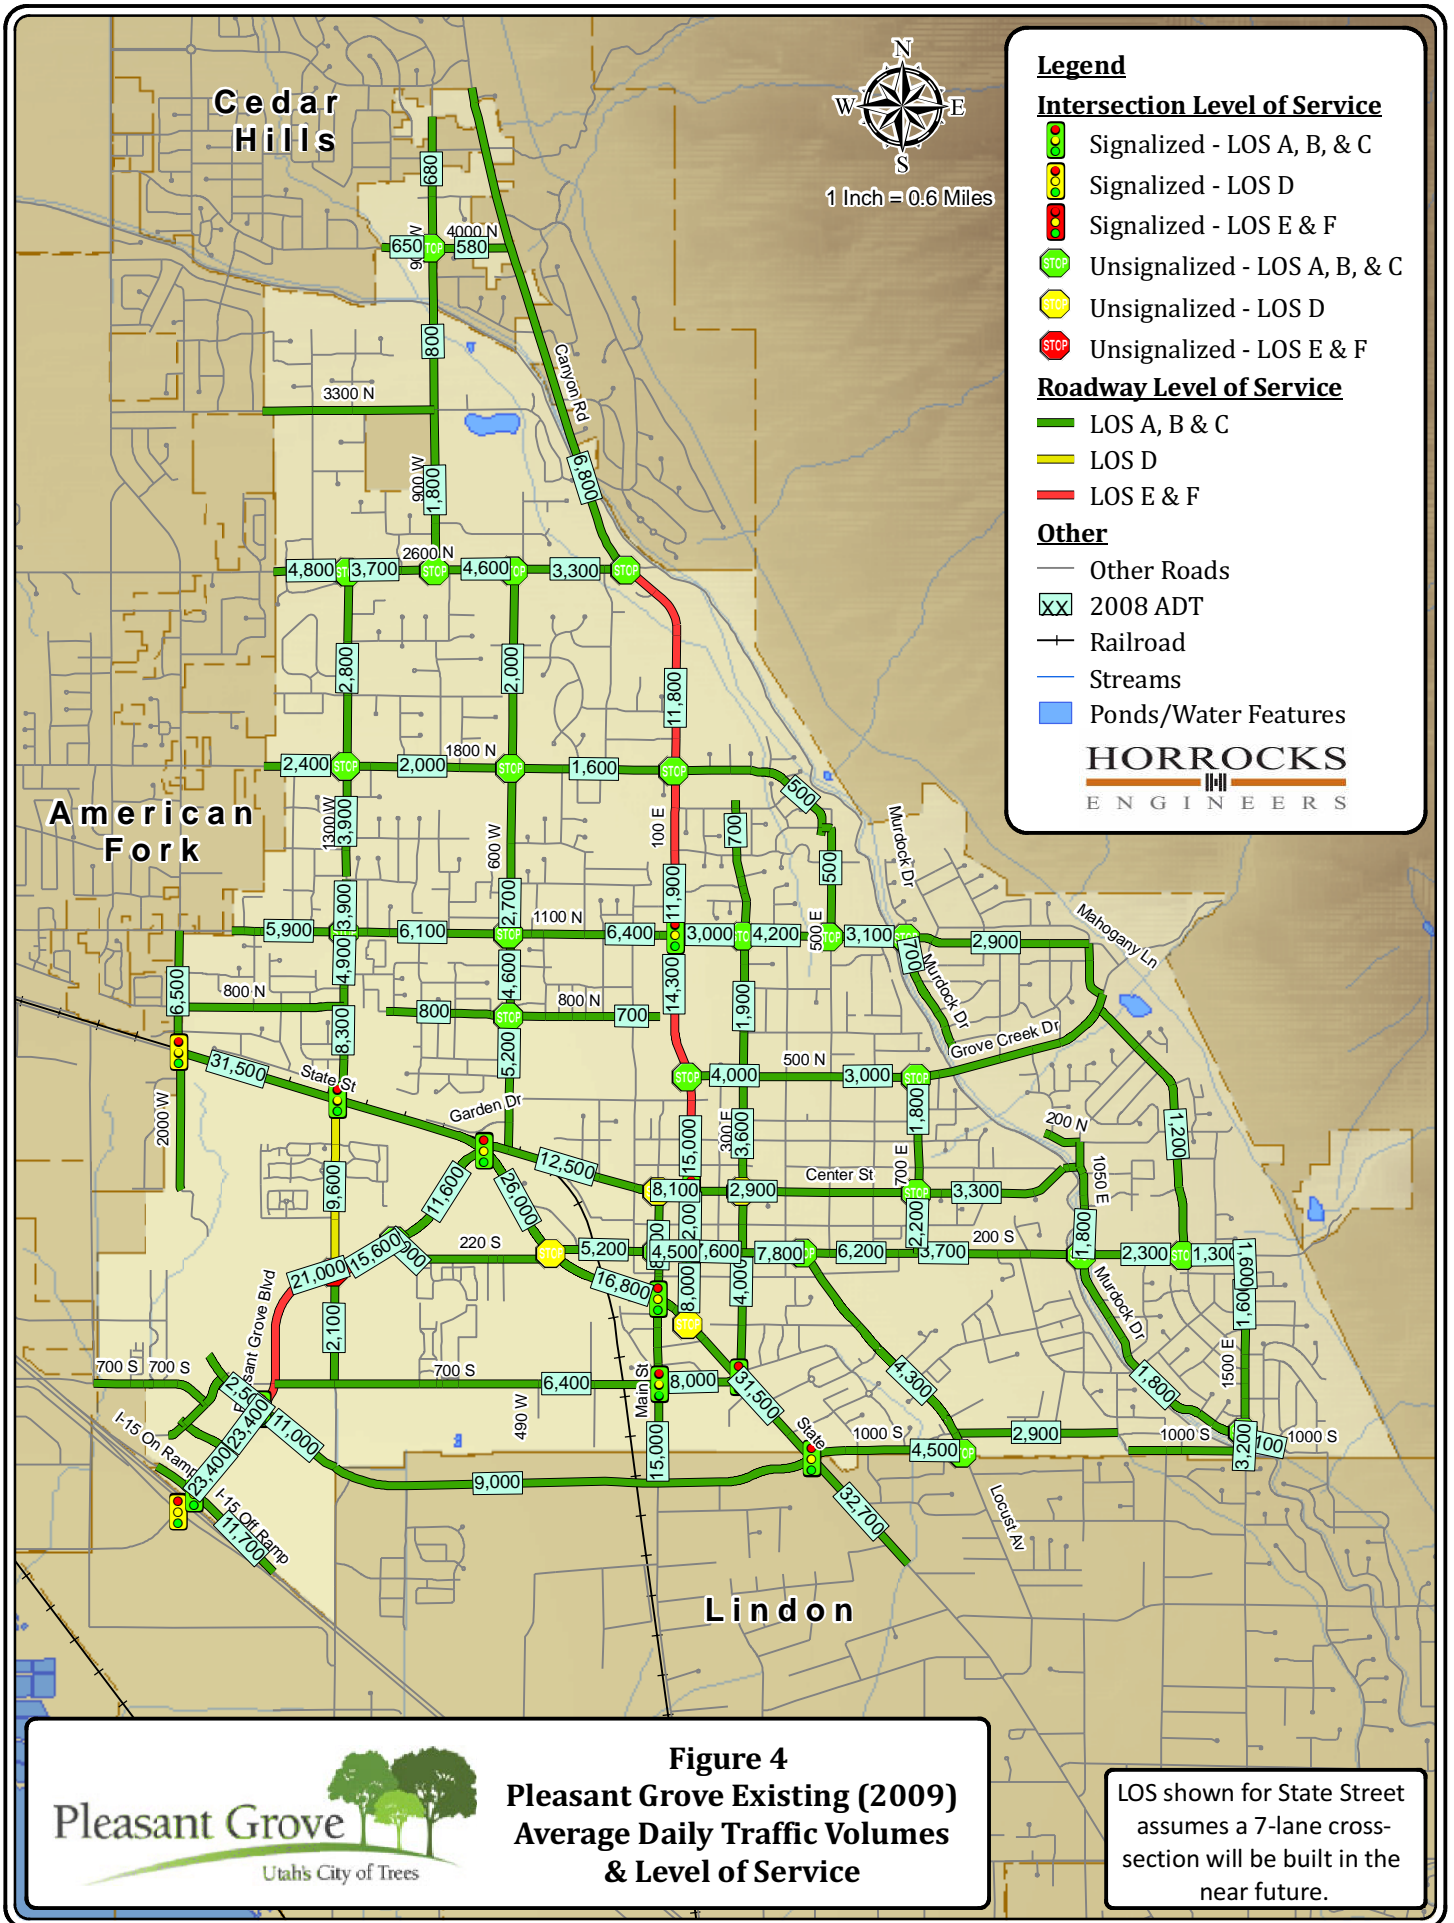 Cedar
Hills
N
W
E
S
1 Inch = 0.6 Miles
Legend
Intersection Level of Service
Signalized - LOS A, B, & C
Signalized - LOS D
Signalized - LOS E & F
STOP Unsignalized - LOS A, B, & C
STOP Unsignalized - LOS D
STOP Unsignalized - LOS E & F
Roadway Level of Service
LOS A, B & C
LOS D
LOS E & F
Other
Other Roads
XX 2008 ADT
Railroad
Streams
Ponds/Water Features
HORROCKS
ENGINEERS
680
4000 N
650
580
800
Canyon Rd
3300 N
900 W
1,800
6,800
2600 N
4,800
3,700
4,600
3,300
2,800
2,000
11,800
1800 N
2,400
2,000
1,600
500
American
Fork
1300 W
3,900
600 W
100 E
700
500
Murdock Dr
3,900
2,700
11,900
1100 N
5,900
6,100
6,400
3,000
4,200
500 E
3,100
2,900
Mahogany Ln
4,900
4,600
14,300
700
Murdock Dr
6,500
800 N
800
800 N
700
1,900
8,300
5,200
Grove Creek Dr
31,500
State St
500 N
4,000
3,000
2000 W
Garden Dr
15,000
300 E
3,600
1,800
200 N
1,200
12,500
9,600
11,600
26,000
8,100
2,900
Center St
700 E
3,300
1050 E
2,200
1,800
220 S
5,200
4,500
7,600
7,800
6,200
3,700
200 S
2,300
1,300
1,600
21,000
15,600
16,800
8,000
4,000
1,600
Murdock Dr
2,100
700 S
700 S
700 S
6,400
Main St
8,000
31,500
4,300
1,800
1500 E
490 W
23,400
11,000
I-15 On Ramp
23,400
I-15 Off Ramp
11,700
9,000
15,000
State
1000 S
4,500
2,900
1000 S
1000 S
3,200
32,700
Locust Av
Lindon
Pleasant Grove
Utah's City of Trees
Figure 4
Pleasant Grove Existing (2009)
Average Daily Traffic Volumes
& Level of Service
LOS shown for State Street
assumes a 7-lane cross-
section will be built in the
near future.